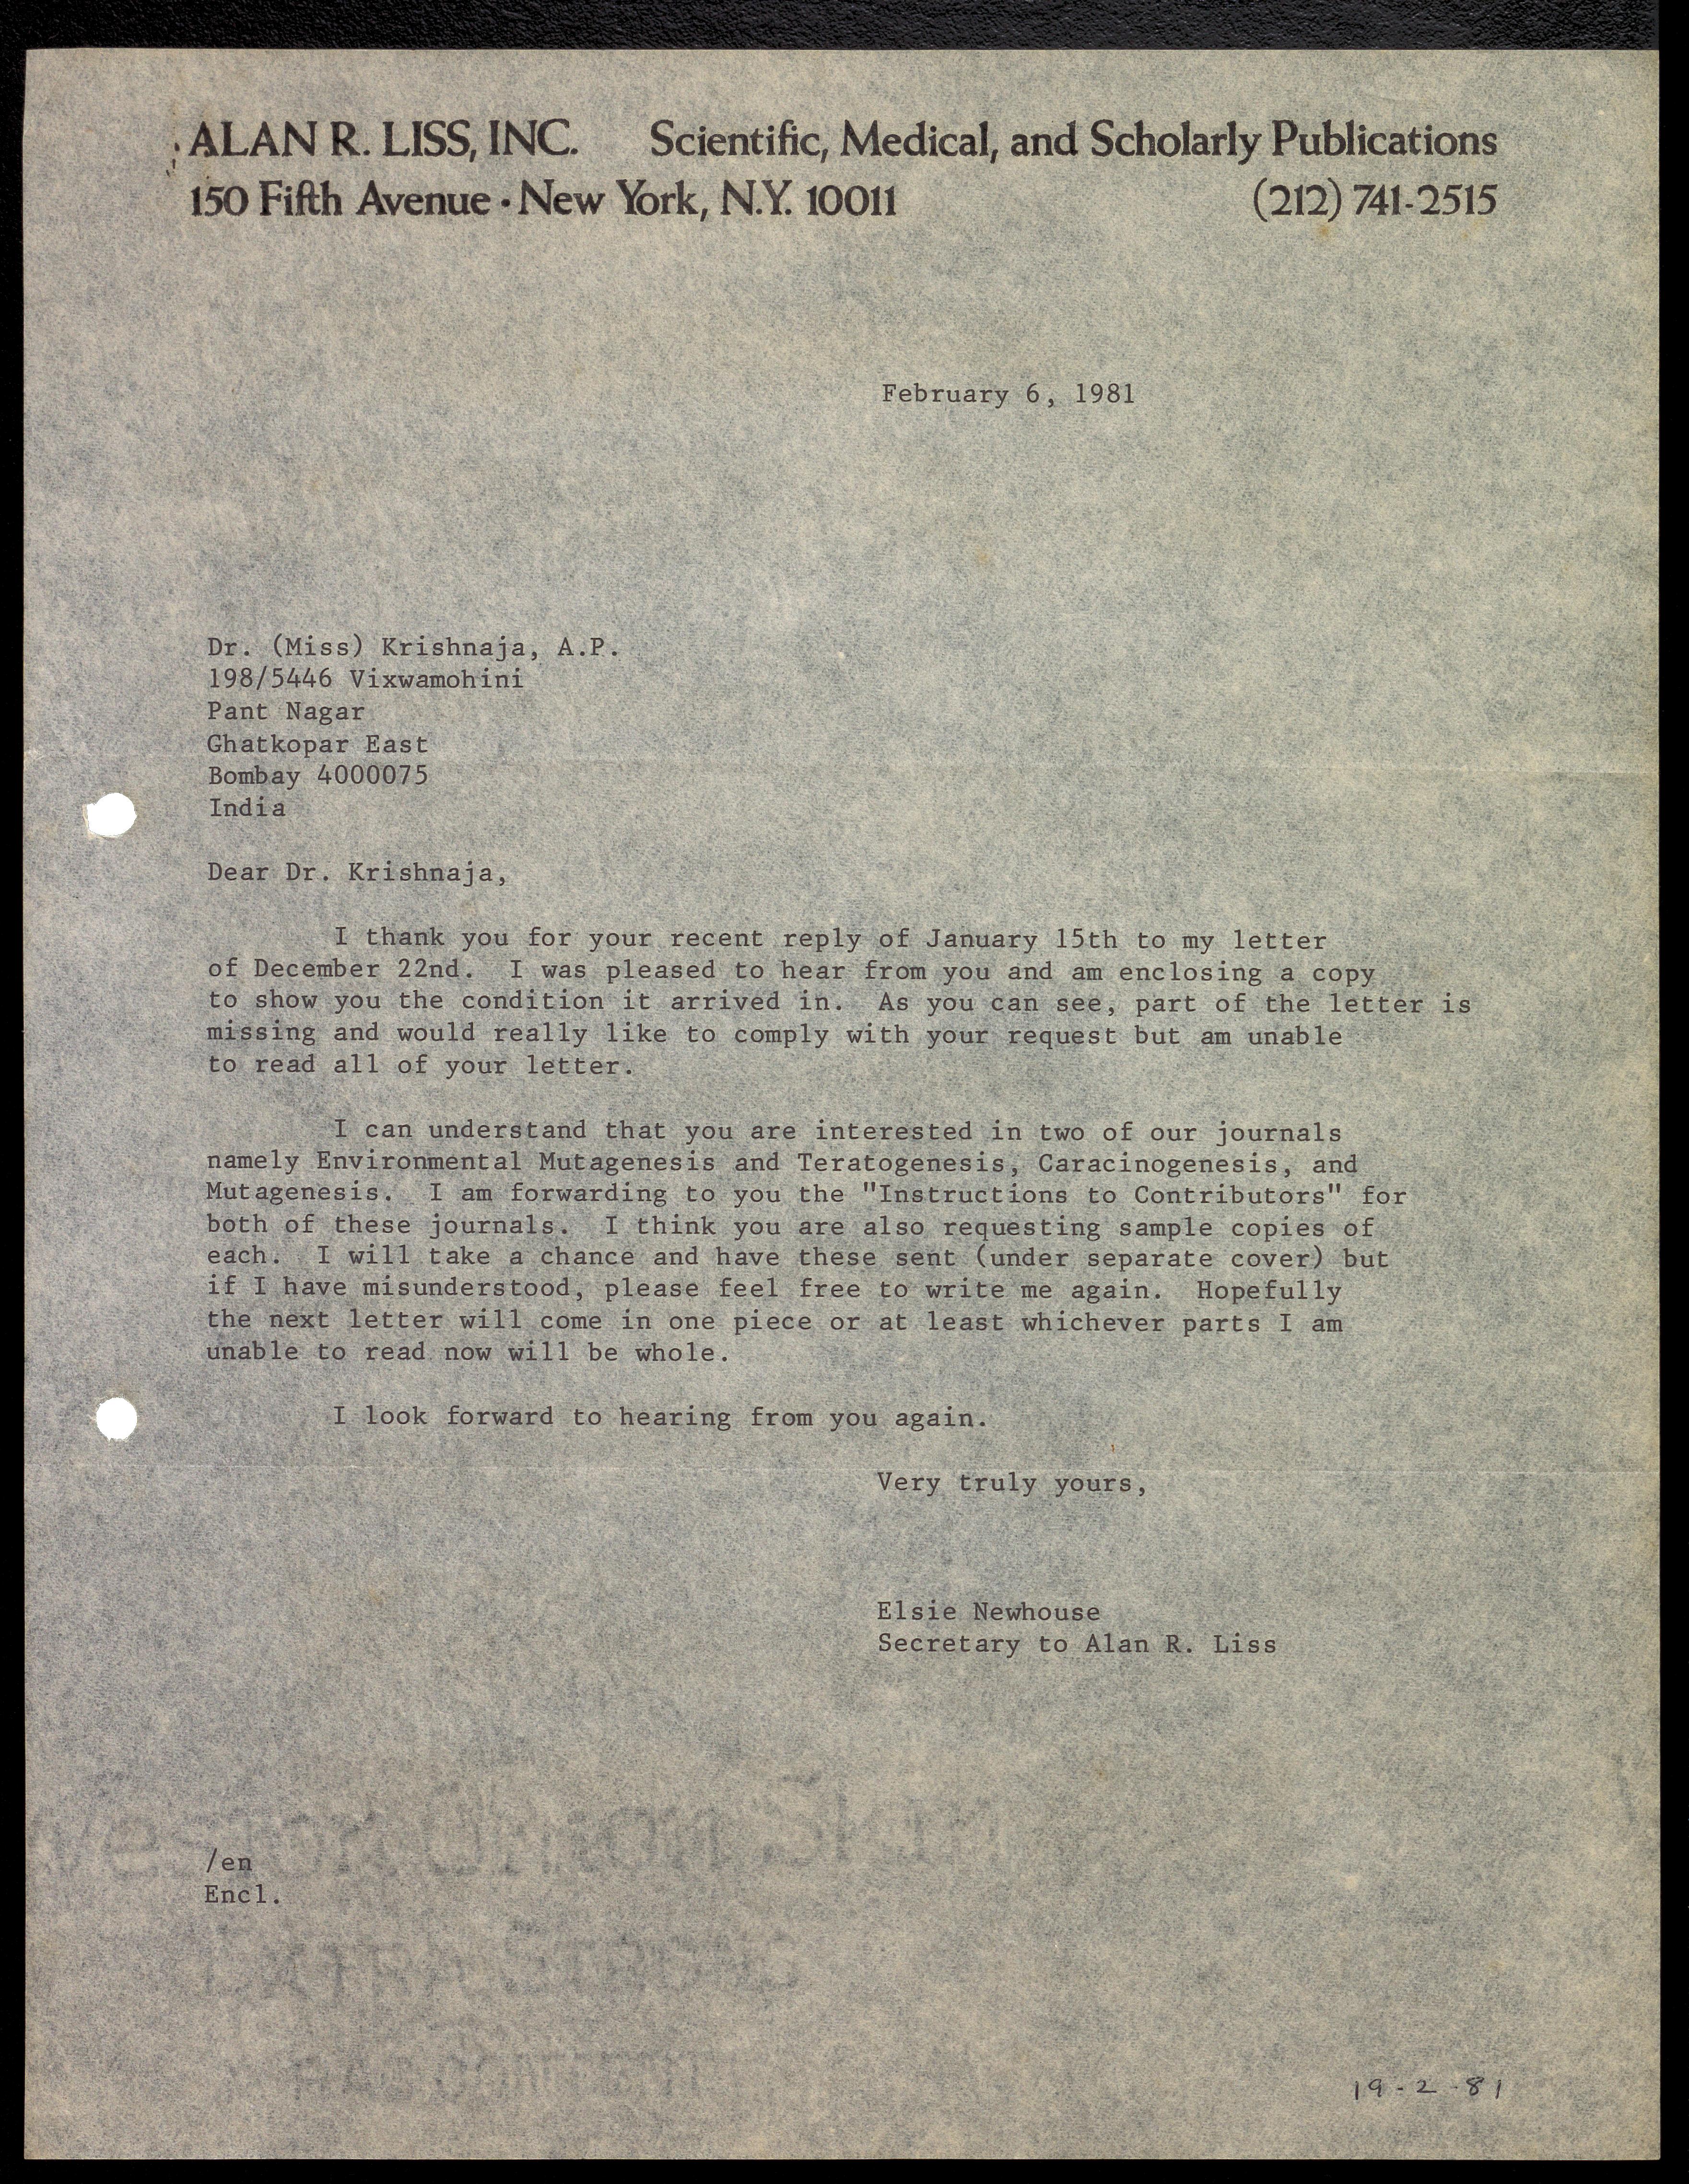 ALAN R. LISS, INC. Scientific, Medical, and Scholarly Publications
150 Fifth Avenue • New York, N.Y. 10011 (212) 741-2515
February 6, 1981
Dr. (Miss) Krishnaja, A.P.
198/5446 Vixwamohini
Pant Nagar
Ghatkopar East
Bombay 4000075
India
Dear Dr. Krishnaja,
I thank you for your recent reply of January 15th to my letter
of December 22nd. I was pleased to hear from you and am enclosing a copy
to show you the condition it arrived in. As you can see, part of the letter is
missing and would really like to comply with your request but am unable
to read all of your letter.
I can understand that you are interested in two of our journals
namely Environmental Mutagenesis and Teratogenesis, Caracinogenesis, and
Mutagenesis. I am forwarding to you the "Instructions to Contributors" for
both of these journals. I think you are also requesting sample copies of
each. I will take a chance and have these sent (under separate cover) but
if I have misunderstood, please feel free to write me again. Hopefully
the next letter will come in one piece or at least whichever parts I am
unable to read now will be whole.
I look forward to hearing from you again.
Very truly yours,
Elsie Newhouse
Secretary to Alan R. Liss
/en
Encl.
19-2-81